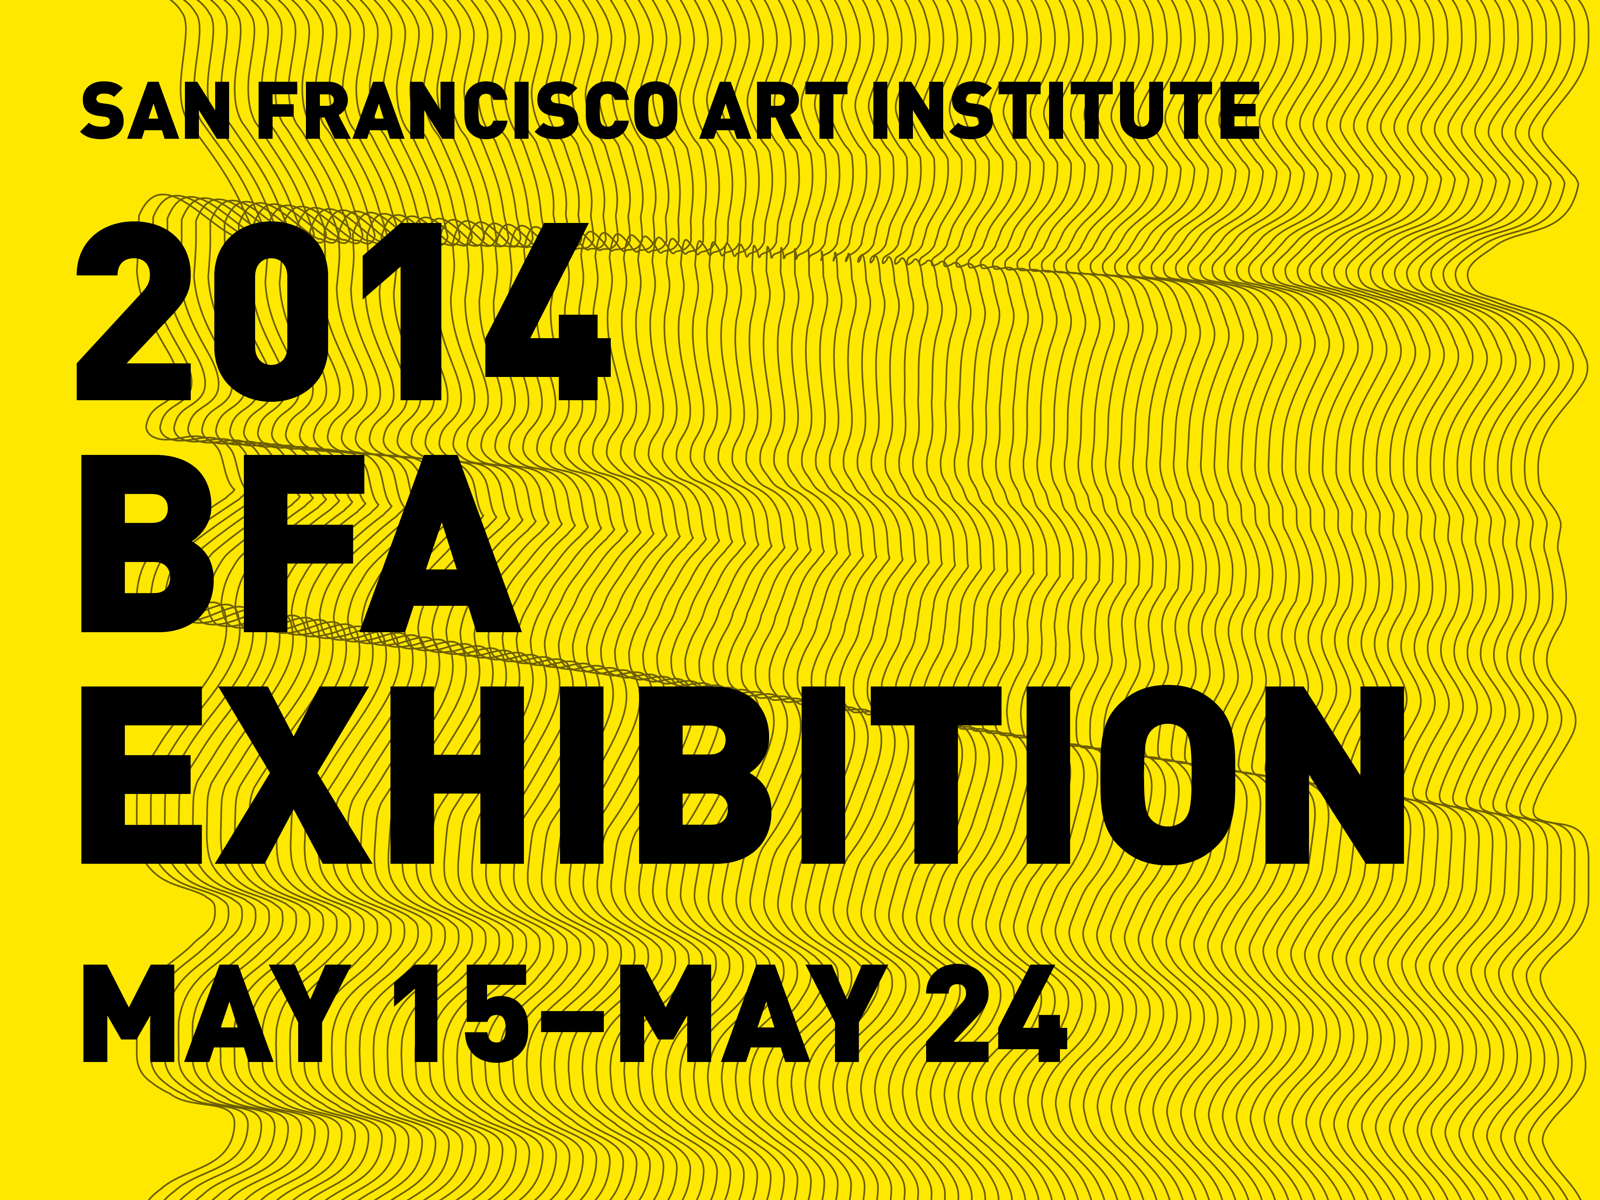 SAN FRANCISCO ART INSTITUTE
2014
BFA
EXHIBITION
MAY 15–MAY 24